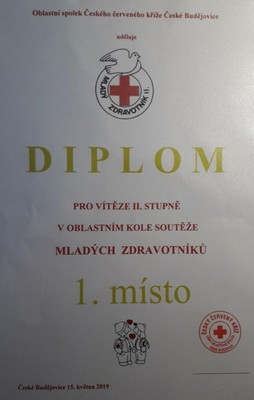 Oblastní spolek Českého červeného kříže České Budějovice
uděluje
MLADÝ
ZDRAVOTNÍK II.
DIPLOM
PRO VÍTĚZE II. STUPNĚ
V OBLASTNÍM KOLE SOUTĚŽE
MLADÝCH ZDRAVOTNÍKŮ
1. místo
ČESKÝ ČERVENÝ KŘÍŽ
České Budějovice 15. května 2019